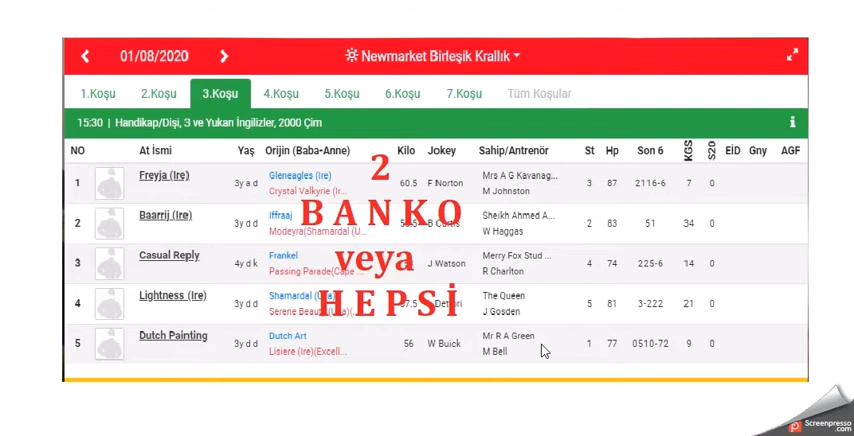 01/08/2020 Newmarket Birleşik Krallık
1.Koşu 2.Koşu 3.Koşu 4.Koşu 5.Koşu 6.Koşu 7.Koşu Tüm Koşular
15:30 | Handikap/Dişi, 3 ve Yukarı İngilizler, 2000 Çim
NO At İsmi Yaş Orijin (Baba-Anne) Kilo Jokey Sahip/Antrenör St Hp Son 6 KGS S20 EİD Gny AGF
1 Freyja (Ire) 3y a d Gleneagles (Ire) 60.5 F Norton Mrs A G Kavanag... 3 87 2116-6 7 0
Crystal Valkyrie (Ir... M Johnston
2 Baarrij (Ire) 3y d d Iffraaj Sheikh Ahmed A... 2 83 51 34 0
Modeyra(Shamardal (U... W Haggas
3 Casual Reply 4y d k Frankel J Watson Merry Fox Stud ... 4 74 225-6 14 0
Passing Parade(Cape ... R Charlton
4 Lightness (Ire) 3y d d Shamardal The Queen 5 81 3-222 21 0
Serene J Gosden
5 Dutch Painting 3y d d Dutch Art 56 W Buick Mr R A Green 1 77 0510-72 9 0
Lisiere (Ire)(Excell... M Bell
2
BANKO
veya
HEPSİ
Screenpresso
.com